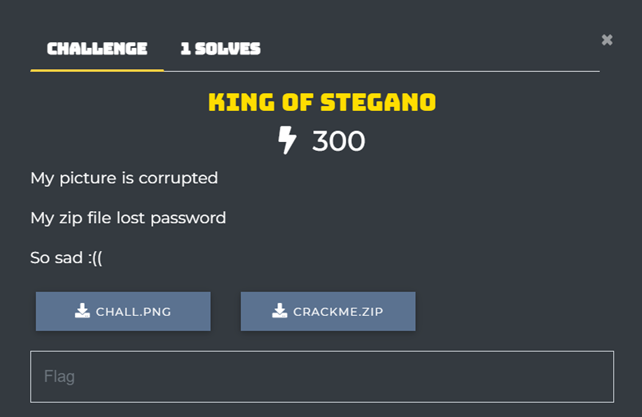 CHALLENGE 1 SOLVES ×
KING OF STEGANO
300
My picture is corrupted
My zip file lost password
So sad :((
CHALL.PNG CRACKME.ZIP
Flag